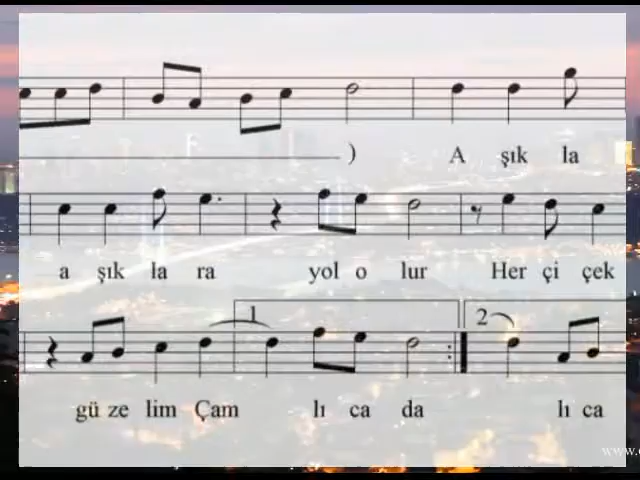 ) A şık la
a şık la ra yol o lur Her çi çek
1 2
gü ze lim Çam lı ca da lı ca
www.